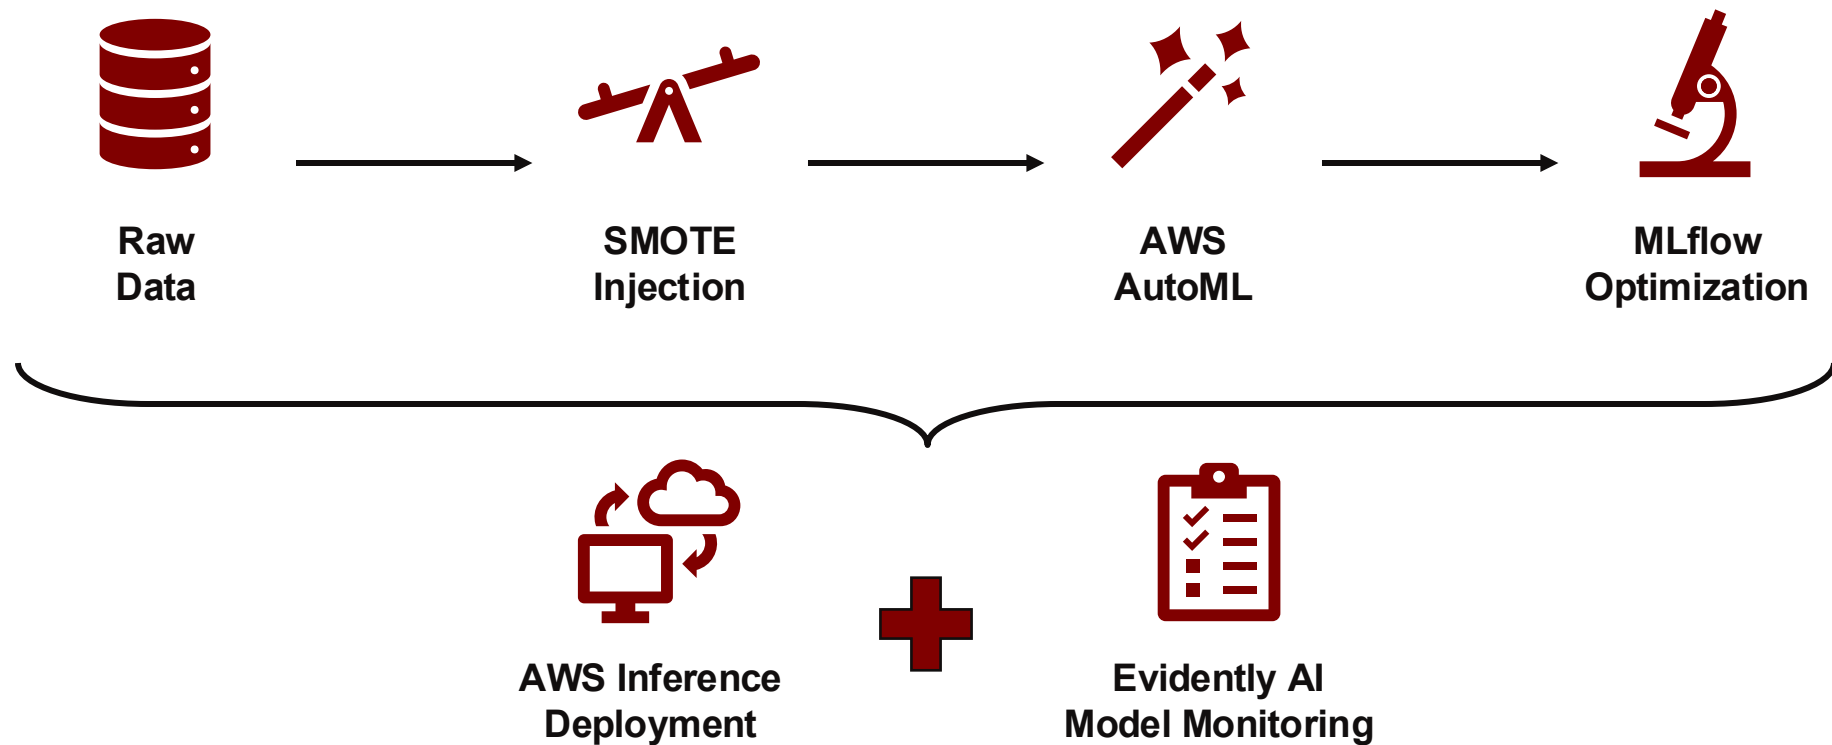 Raw
Data
SMOTE
Injection
AWS
AutoML
MLflow
Optimization
AWS Inference
Deployment
Evidently AI
Model Monitoring